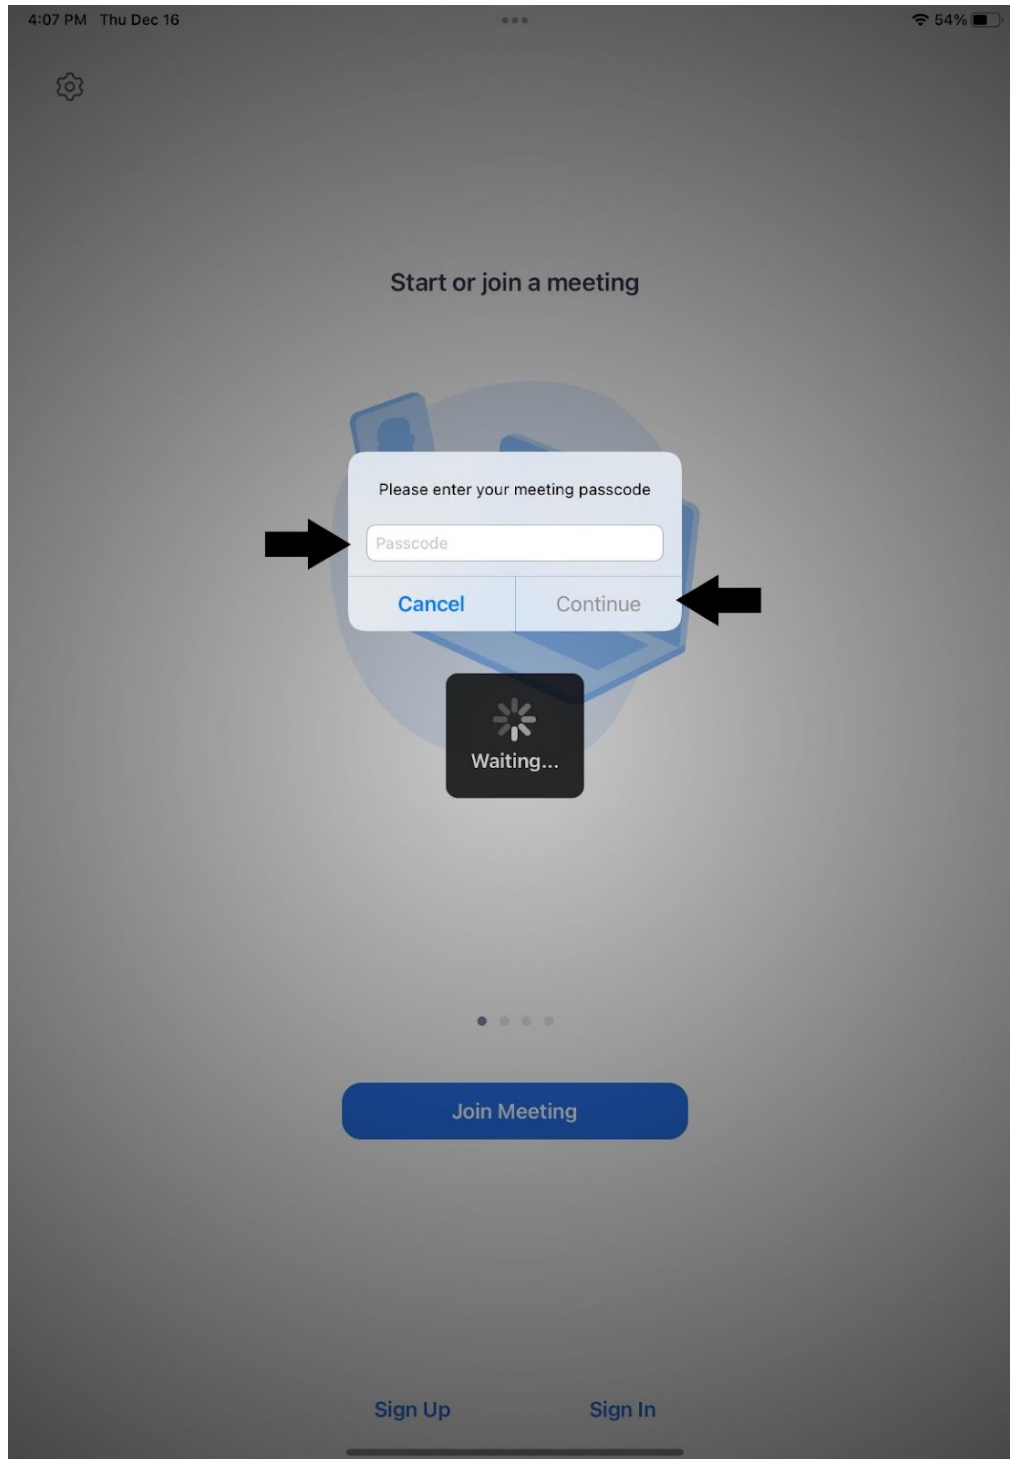 4:07 PM Thu Dec 16
54%
Start or join a meeting
Please enter your meeting passcode
Passcode
Cancel Continue
Waiting...
Join Meeting
Sign Up Sign In